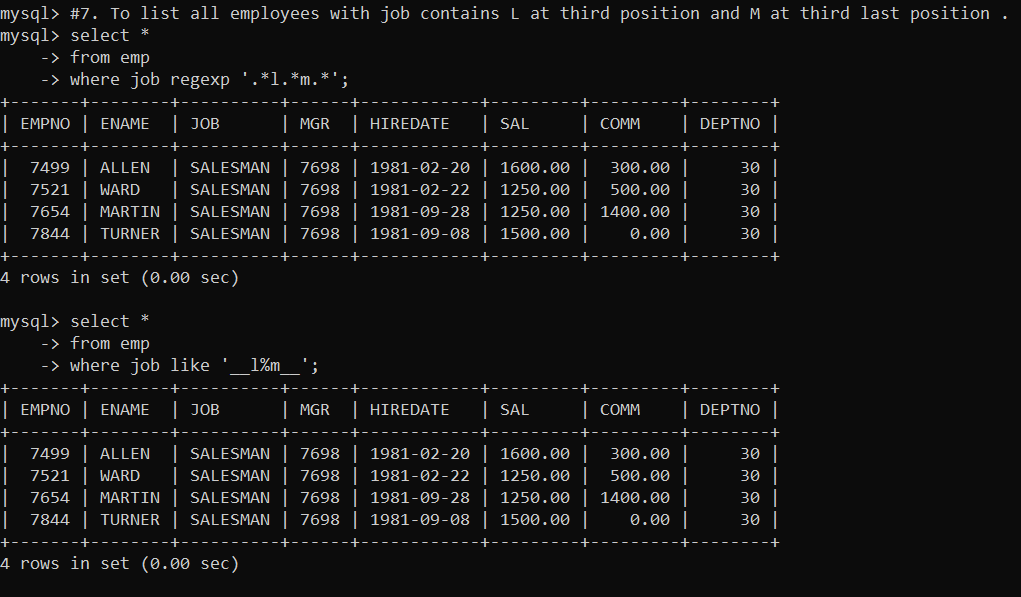 mysql> #7. To list all employees with job contains L at third position and M at third last position .
mysql> select *
    -> from emp
    -> where job regexp '.*l.*m.*';
+-------+--------+----------+------+------------+---------+---------+--------+
| EMPNO | ENAME  | JOB      | MGR  | HIREDATE   | SAL     | COMM    | DEPTNO |
+-------+--------+----------+------+------------+---------+---------+--------+
|  7499 | ALLEN  | SALESMAN | 7698 | 1981-02-20 | 1600.00 |  300.00 |     30 |
|  7521 | WARD   | SALESMAN | 7698 | 1981-02-22 | 1250.00 |  500.00 |     30 |
|  7654 | MARTIN | SALESMAN | 7698 | 1981-09-28 | 1250.00 | 1400.00 |     30 |
|  7844 | TURNER | SALESMAN | 7698 | 1981-09-08 | 1500.00 |    0.00 |     30 |
+-------+--------+----------+------+------------+---------+---------+--------+
4 rows in set (0.00 sec)

mysql> select *
    -> from emp
    -> where job like '__l%m__';
+-------+--------+----------+------+------------+---------+---------+--------+
| EMPNO | ENAME  | JOB      | MGR  | HIREDATE   | SAL     | COMM    | DEPTNO |
+-------+--------+----------+------+------------+---------+---------+--------+
|  7499 | ALLEN  | SALESMAN | 7698 | 1981-02-20 | 1600.00 |  300.00 |     30 |
|  7521 | WARD   | SALESMAN | 7698 | 1981-02-22 | 1250.00 |  500.00 |     30 |
|  7654 | MARTIN | SALESMAN | 7698 | 1981-09-28 | 1250.00 | 1400.00 |     30 |
|  7844 | TURNER | SALESMAN | 7698 | 1981-09-08 | 1500.00 |    0.00 |     30 |
+-------+--------+----------+------+------------+---------+---------+--------+
4 rows in set (0.00 sec)